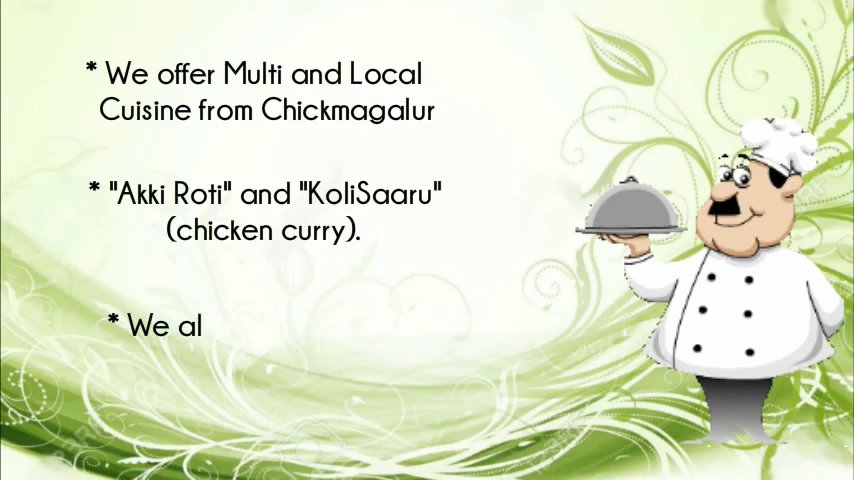 * We offer Multi and Local
Cuisine from Chickmagalur
* "Akki Roti" and "KoliSaaru"
(chicken curry).
* We al